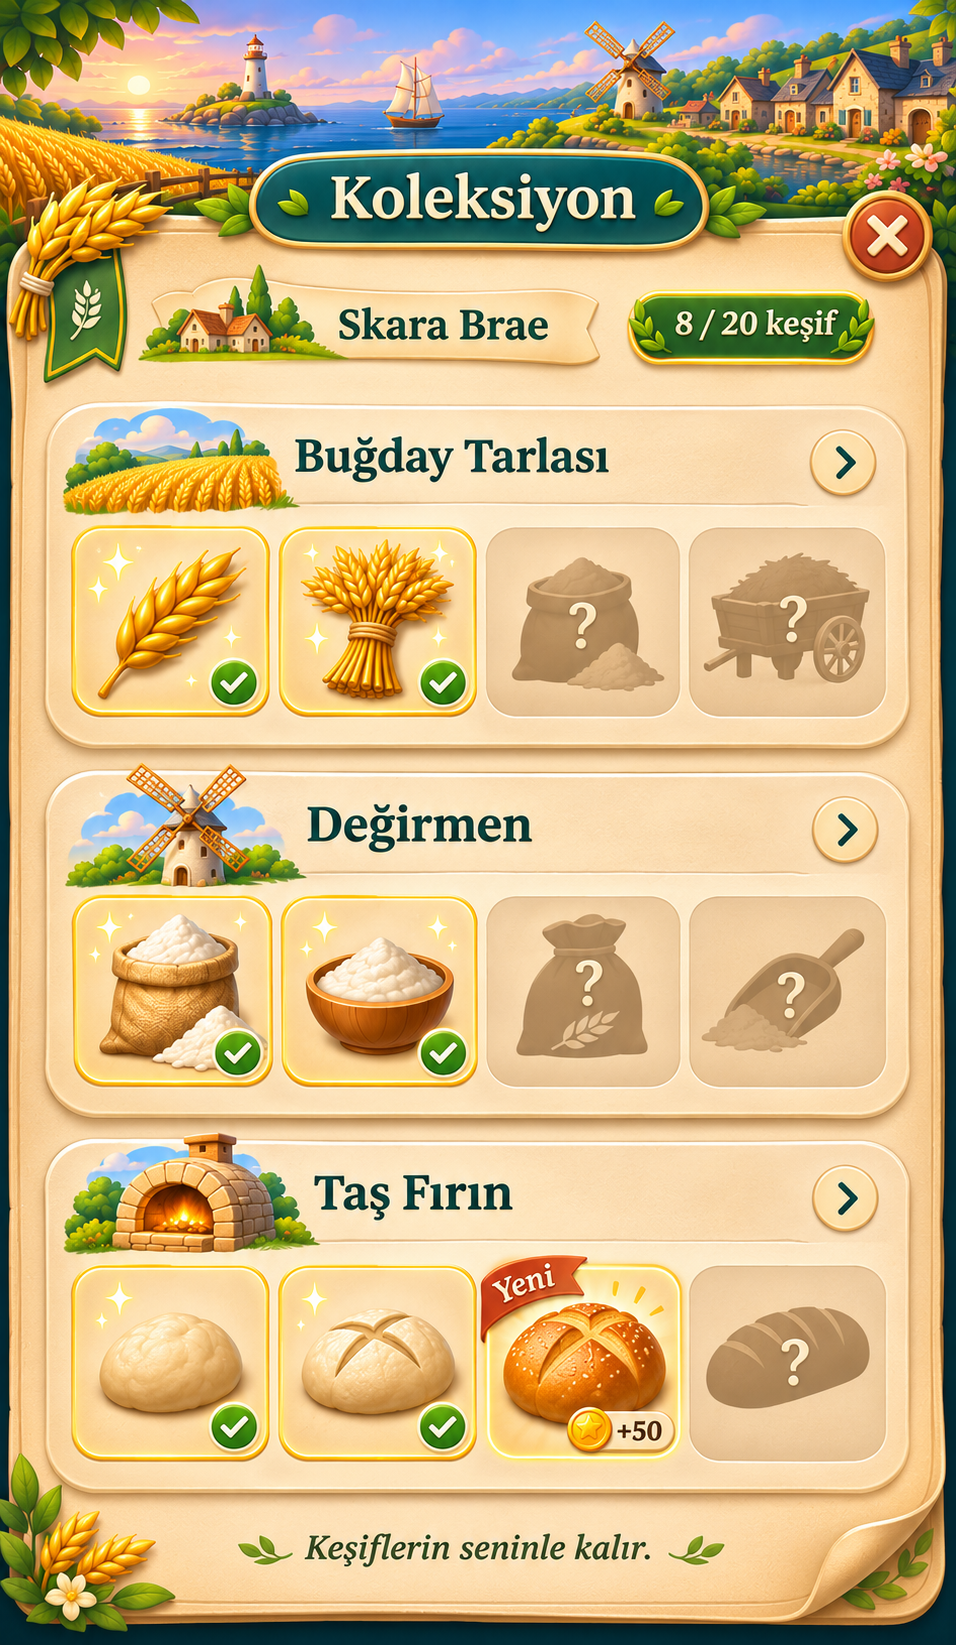 Koleksiyon
Skara Brae
8 / 20 keşif
Buğday Tarlası
?
?
Değirmen
?
?
Taş Fırın
Yeni
+50
?
Keşiflerin seninle kalır.